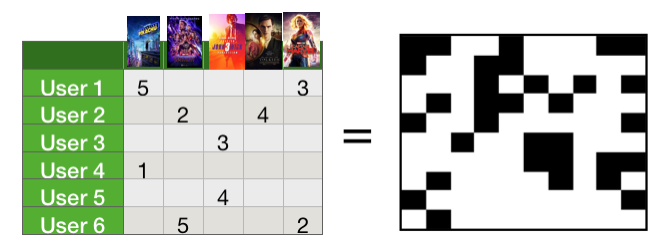 User 1 5 3
User 2 2 4
User 3 3
User 4 1
User 5 4
User 6 5 2
=